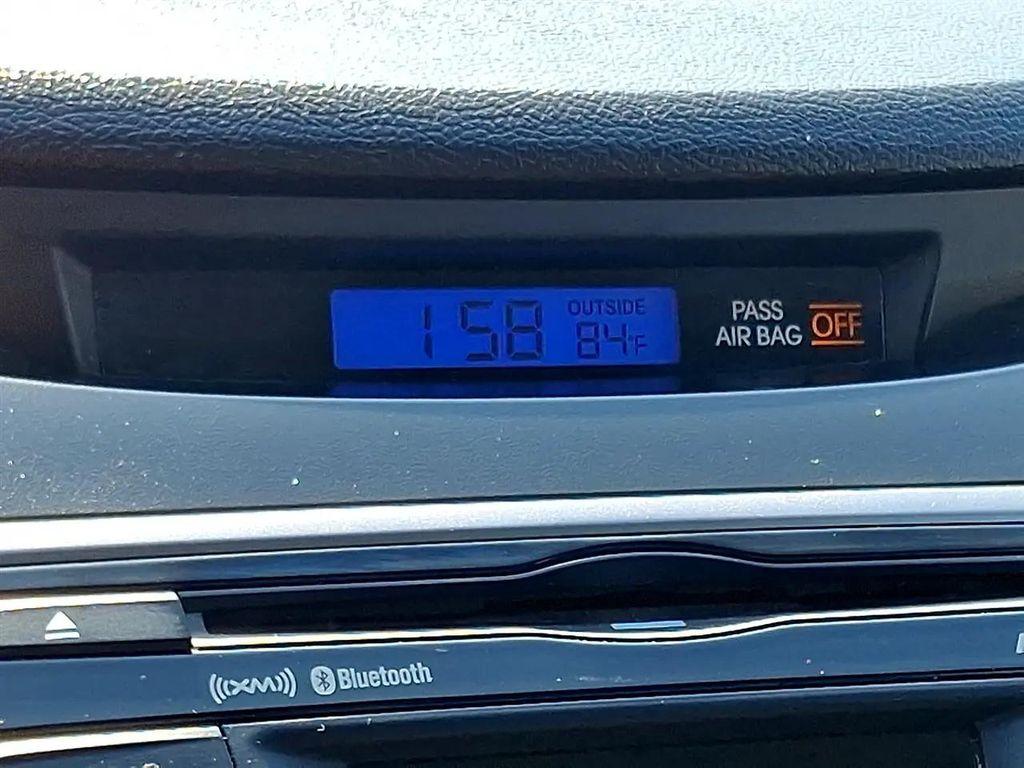 1 58
OUTSIDE
84°F
PASS
AIR BAG
OFF
XM
Bluetooth